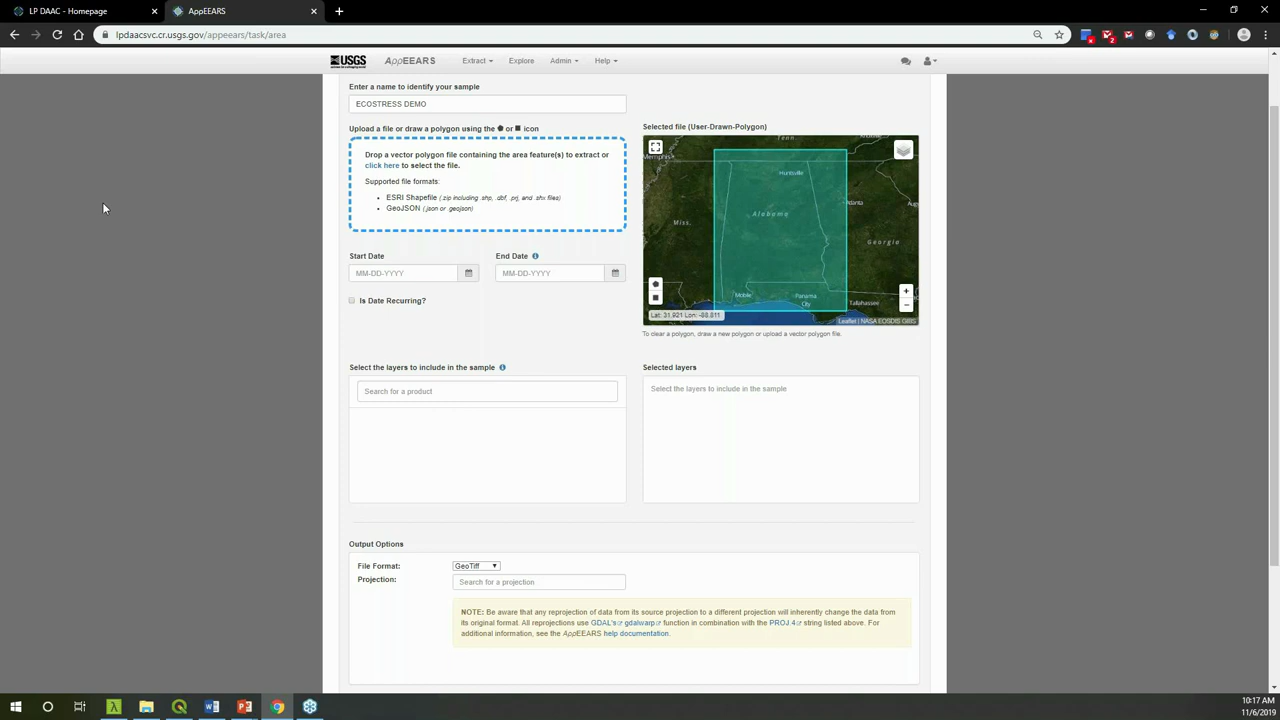 LP DAAC - Homepage
AppEEARS
lpdaacsvc.cr.usgs.gov/appeears/task/area
USGS
AppEEARS
Extract
Explore
Admin
Help
Enter a name to identify your sample
ECOSTRESS DEMO
Upload a file or draw a polygon using the or icon
Drop a vector polygon file containing the area feature(s) to extract or
click here to select the file.
Supported file formats:
• ESRI Shapefile (.zip including .shp, .dbf, .prj, and .shx files)
• GeoJSON (.json or .geojson)
Selected file (User-Drawn-Polygon)
Tenn
Memphis
Huntsville
Atlanta
Alabama
Miss.
Georgia
Mobile
Panama
City
Tallahassee
+
−
Lat: 31.921 Lon: -88.811
Leaflet | NASA EOSDIS GIBS
To clear a polygon, draw a new polygon or upload a vector polygon file.
Start Date
End Date
MM-DD-YYYY
MM-DD-YYYY
Is Date Recurring?
Select the layers to include in the sample
Search for a product
Selected layers
Select the layers to include in the sample
Output Options
File Format:
GeoTiff
Projection:
Search for a projection
NOTE: Be aware that any reprojection of data from its source projection to a different projection will inherently change the data from
its original format. All reprojections use GDAL's gdalwarp function in combination with the PROJ.4 string listed above. For
additional information, see the AppEEARS help documentation.
10:17 AM
11/6/2019